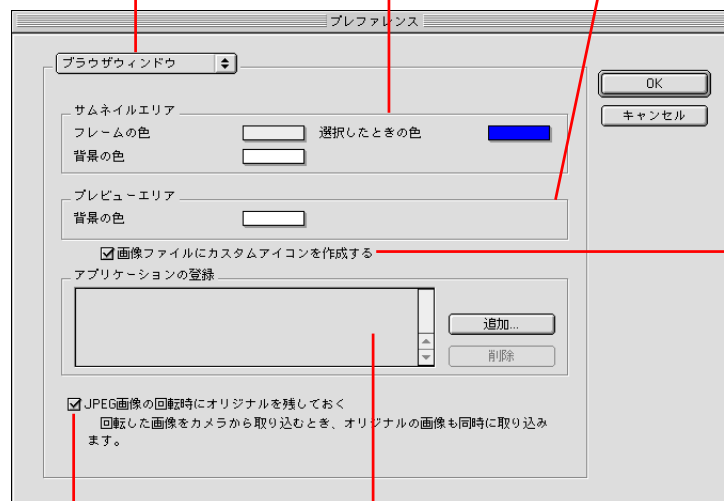 プレファレンス
ブラウザウィンドウ
OK
キャンセル
サムネイルエリア
フレームの色
選択したときの色
背景の色
プレビューエリア
背景の色
画像ファイルにカスタムアイコンを作成する
アプリケーションの登録
追加...
削除
JPEG画像の回転時にオリジナルを残しておく
回転した画像をカメラから取り込むとき、オリジナルの画像も同時に取り込み
ます。